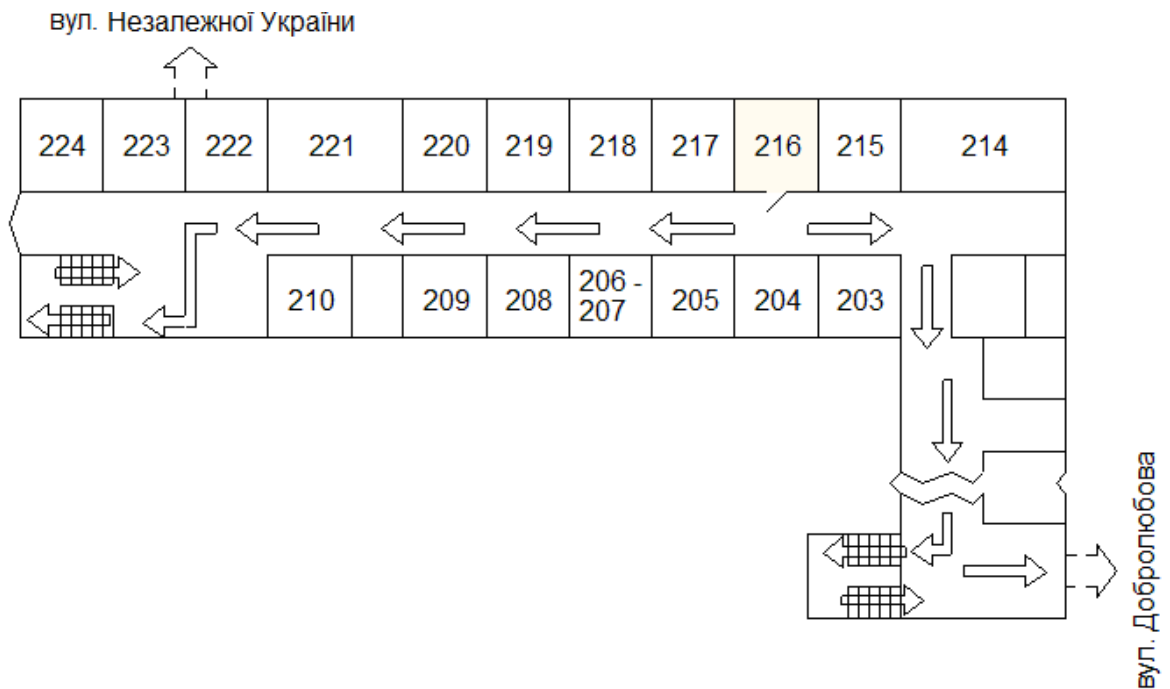 вул. Незалежної України
224 223 222 221 220 219 218 217 216 215 214
210 209 208 206 - 207 205 204 203
вул. Добролюбова